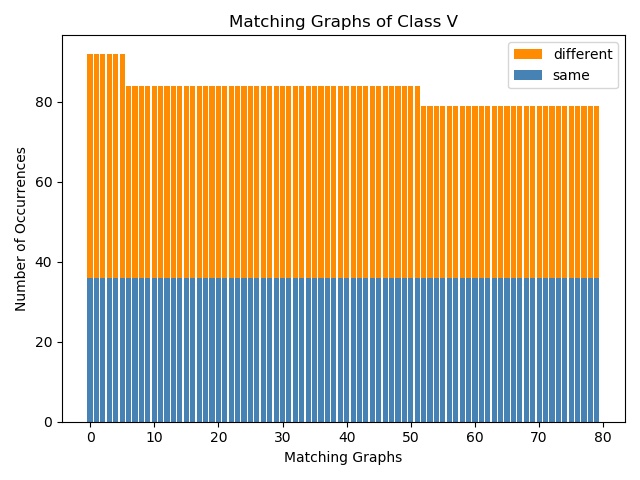 Matching Graphs of Class V
different
same
Number of Occurrences
80
60
40
20
0
0 10 20 30 40 50 60 70 80
Matching Graphs